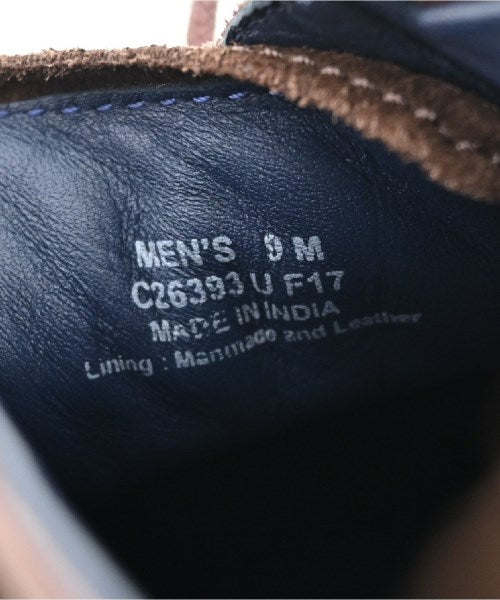 MEN'S 9 M
C26393 U F17
MADE IN INDIA
Lining : Manmade and Leather